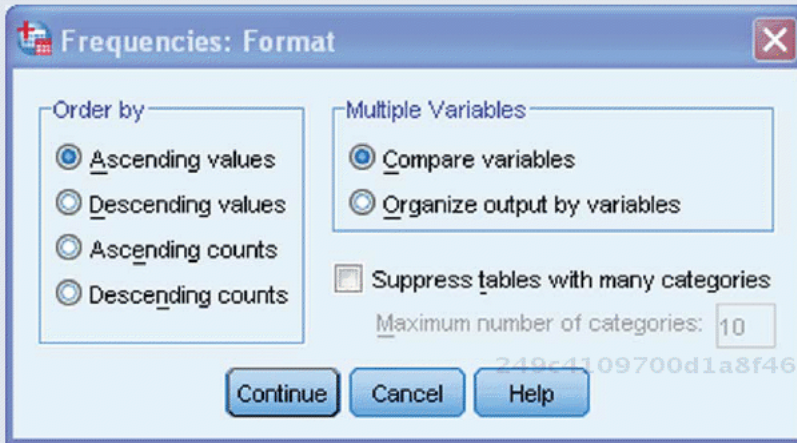 Frequencies: Format
Order by
Ascending values
Descending values
Ascending counts
Descending counts
Multiple Variables
Compare variables
Organize output by variables
Suppress tables with many categories
Maximum number of categories: 10
249c4109700d1a8f46
Continue Cancel Help